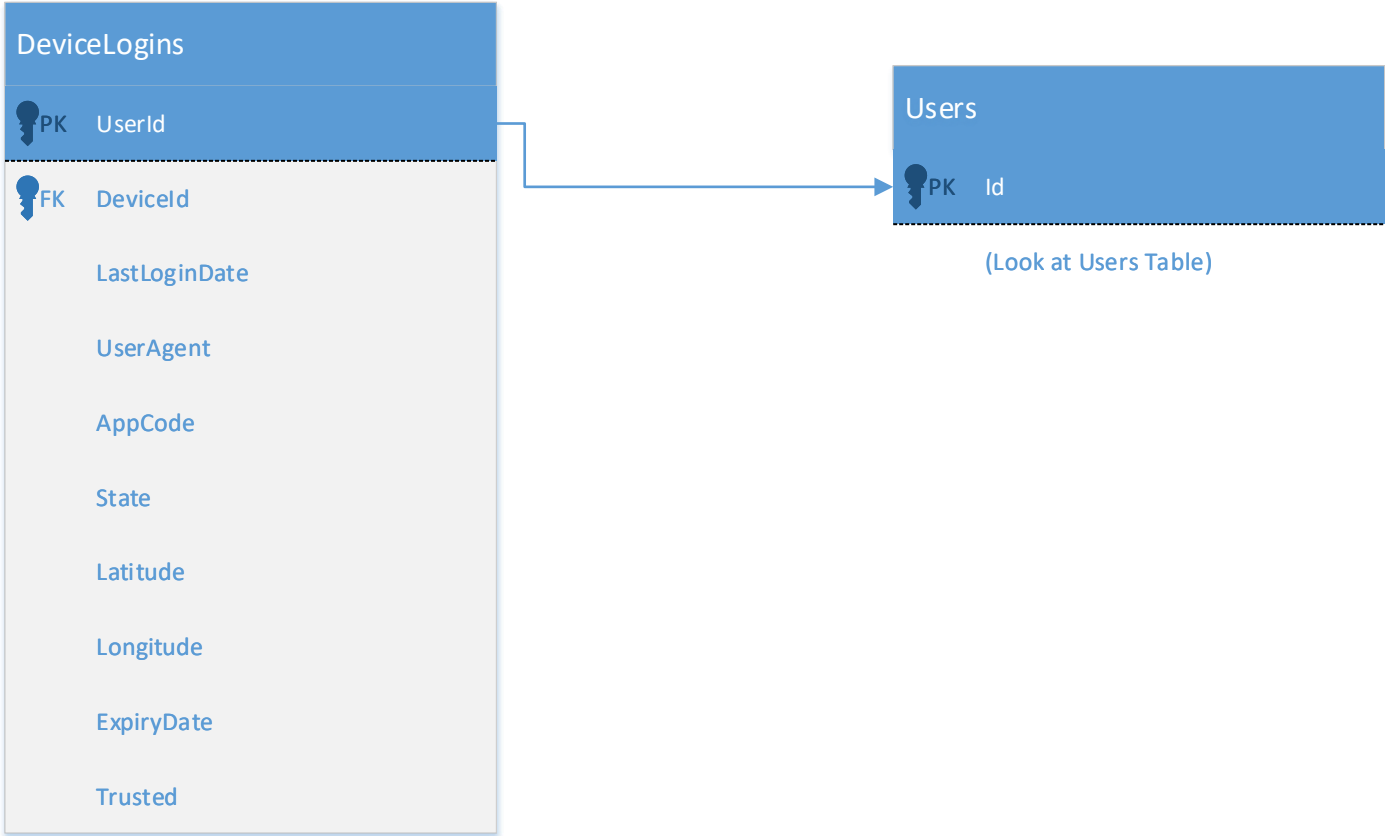 DeviceLogins
PK UserId
FK DeviceId
LastLoginDate
UserAgent
AppCode
State
Latitude
Longitude
ExpiryDate
Trusted
Users
PK Id
(Look at Users Table)